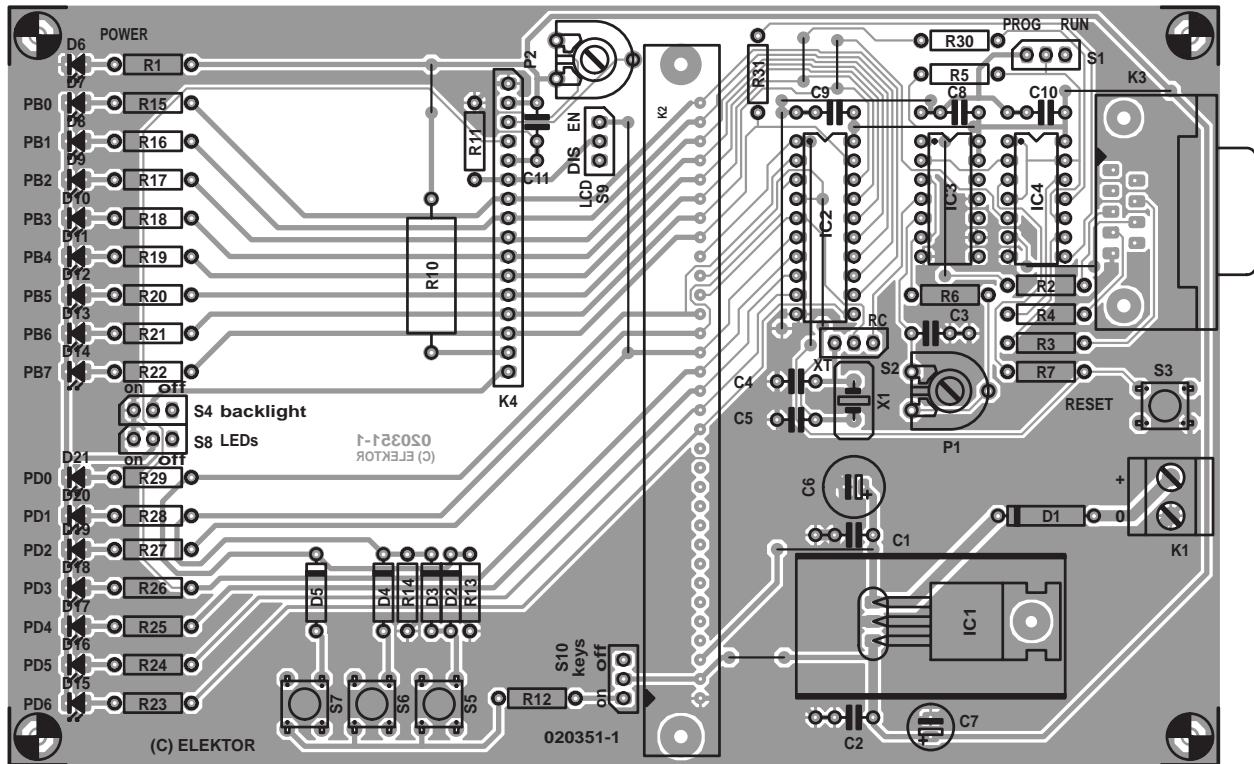 D6
POWER
R1
D7
PB0
R15
D8
PB1
R16
D9
PB2
R17
D10
PB3
R18
D11
PB4
R19
D12
PB5
R20
D13
PB6
R21
D14
PB7
R22
on off
S4 backlight
S8 LEDs
on off
D21
PD0
R29
D20
PD1
R28
D19
PD2
R27
D18
PD3
R26
D17
PD4
R25
D16
PD5
R24
D15
PD6
R23
(C) ELEKTOR
P2
R11
C11
R10
K4
LCD
DIS EN
S9
020351-1
(C) ELEKTOR
D5
D4
R14
D3
D2
R13
S7
S6
S5
R12
S10
keys
on off
020351-1
K2
R31
R30
R5
PROG RUN
S1
K3
C9
C8
C10
IC2
IC3
IC4
R2
R6
R4
C3
R3
R7
RC
XT
S2
C4
C5
X1
P1
S3
RESET
C6
+
C1
D1
+
0
K1
IC1
C2
C7
+